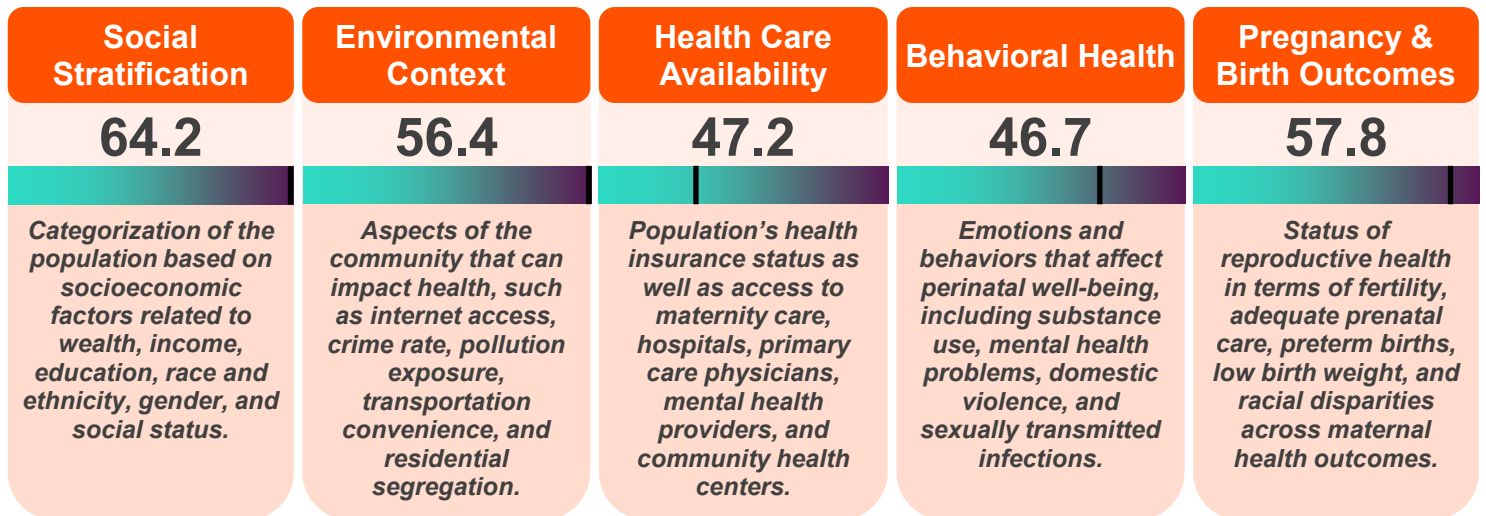 Social
Stratification
64.2
Categorization of the
population based on
socioeconomic
factors related to
wealth, income,
education, race and
ethnicity, gender, and
social status.
Environmental
Context
56.4
Aspects of the
community that can
impact health, such
as internet access,
crime rate, pollution
exposure,
transportation
convenience, and
residential
segregation.
Health Care
Availability
47.2
Population’s health
insurance status as
well as access to
maternity care,
hospitals, primary
care physicians,
mental health
providers, and
community health
centers.
Behavioral Health
46.7
Emotions and
behaviors that affect
perinatal well-being,
including substance
use, mental health
problems, domestic
violence, and
sexually transmitted
infections.
Pregnancy &
Birth Outcomes
57.8
Status of
reproductive health
in terms of fertility,
adequate prenatal
care, preterm births,
low birth weight, and
racial disparities
across maternal
health outcomes.